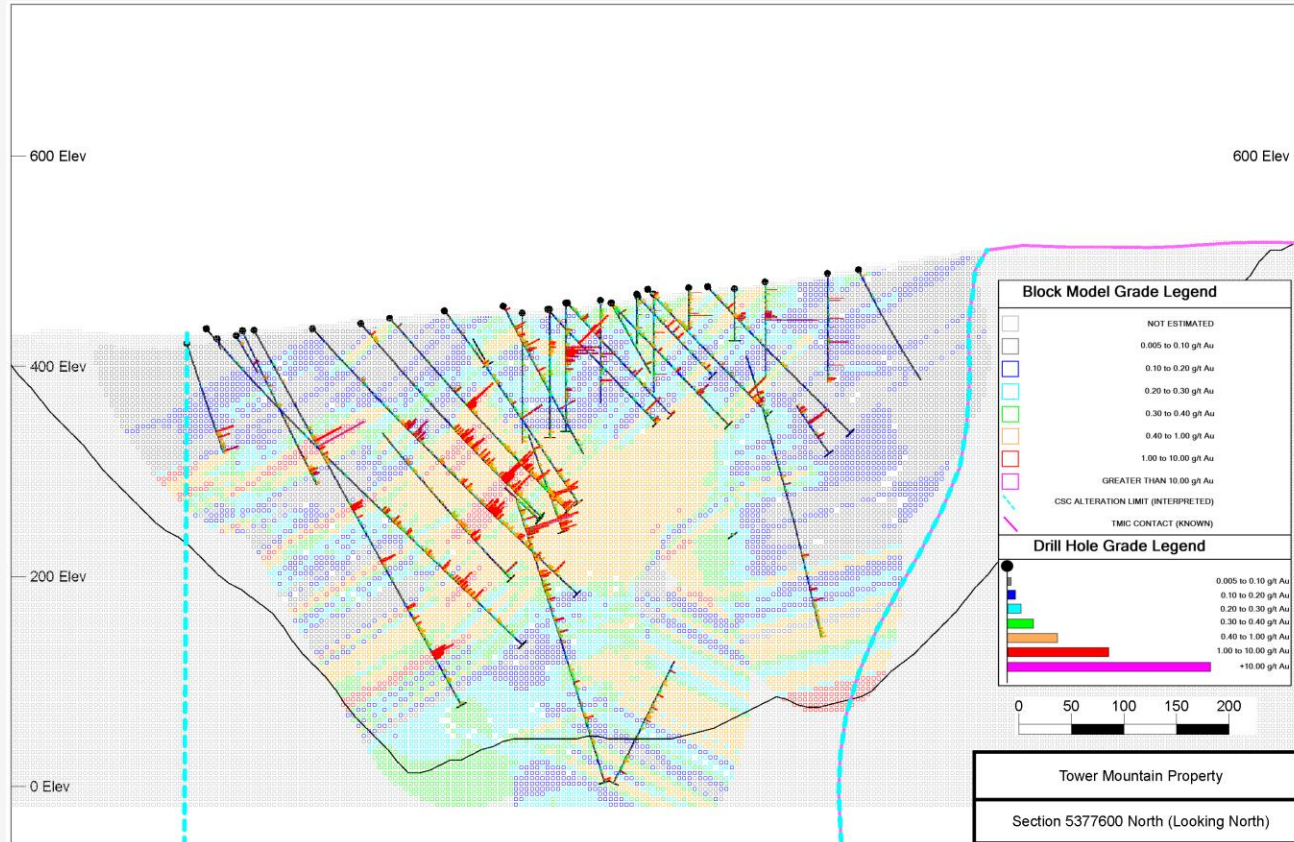 600 Elev
600 Elev
400 Elev
200 Elev
0 Elev
Block Model Grade Legend
NOT ESTIMATED
0.005 to 0.10 g/t Au
0.10 to 0.20 g/t Au
0.20 to 0.30 g/t Au
0.30 to 0.40 g/t Au
0.40 to 1.00 g/t Au
1.00 to 10.00 g/t Au
GREATER THAN 10.00 g/t Au
CSC ALTERATION LIMIT (INTERPRETED)
TMIC CONTACT (KNOWN)
Drill Hole Grade Legend
0.005 to 0.10 g/t Au
0.10 to 0.20 g/t Au
0.20 to 0.30 g/t Au
0.30 to 0.40 g/t Au
0.40 to 1.00 g/t Au
1.00 to 10.00 g/t Au
+10.00 g/t Au
0 50 100 150 200
Tower Mountain Property
Section 5377600 North (Looking North)